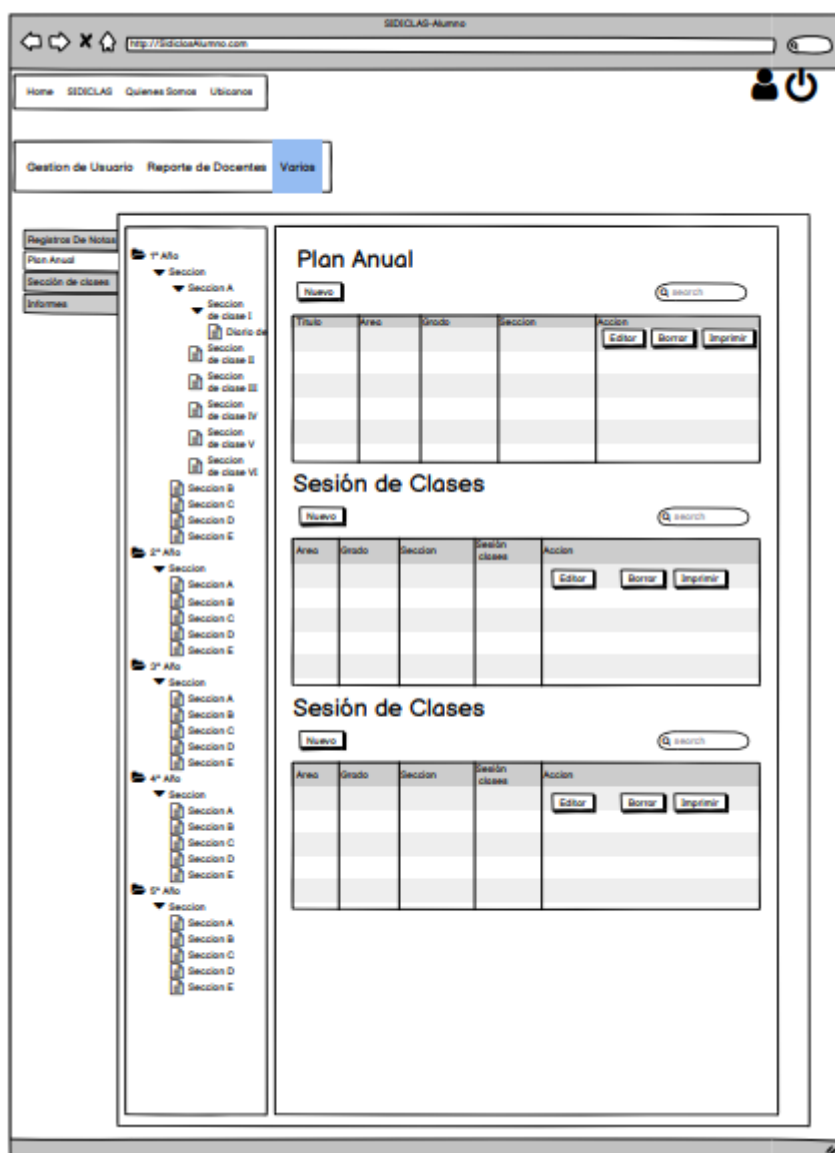 SIDICLAS-Alumno
http://SidiclasAlumno.com
Home SIDICLAS Quienes Somos Ubicanos
Gestion de Usuario Reporte de Docentes Varios
Registros De Notas
Plan Anual
Sección de clases
Informes
1° Año
Seccion
Seccion A
Seccion
de clase I
Diario de
Seccion
de clase II
Seccion
de clase III
Seccion
de clase IV
Seccion
de clase V
Seccion
de clase VI
Seccion B
Seccion C
Seccion D
Seccion E
2° Año
Seccion
Seccion A
Seccion B
Seccion C
Seccion D
Seccion E
3° Año
Seccion
Seccion A
Seccion B
Seccion C
Seccion D
Seccion E
4° Año
Seccion
Seccion A
Seccion B
Seccion C
Seccion D
Seccion E
5° Año
Seccion
Seccion A
Seccion B
Seccion C
Seccion D
Seccion E
Plan Anual
Nuevo search
Titulo Area Grado Seccion Accion
Editar Borrar Imprimir
Sesión de Clases
Nuevo search
Area Grado Seccion Sesión clases Accion
Editar Borrar Imprimir
Sesión de Clases
Nuevo search
Area Grado Seccion Sesión clases Accion
Editar Borrar Imprimir